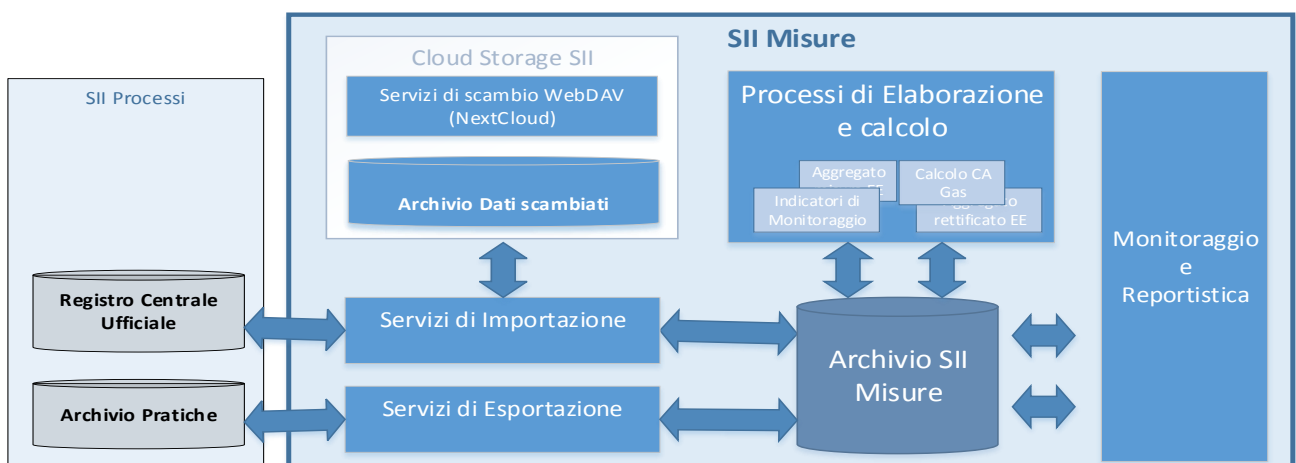 SII Misure
Cloud Storage SII
Servizi di scambio WebDAV
(NextCloud)
Archivio Dati scambiati
SII Processi
Registro Centrale
Ufficiale
Archivio Pratiche
Servizi di Importazione
Servizi di Esportazione
Processi di Elaborazione
e calcolo
Aggregato
EE
Indicatori di
Monitoraggio
Calcolo CA
Gas
rettificato EE
Archivio SII
Misure
Monitoraggio
e
Reportistica